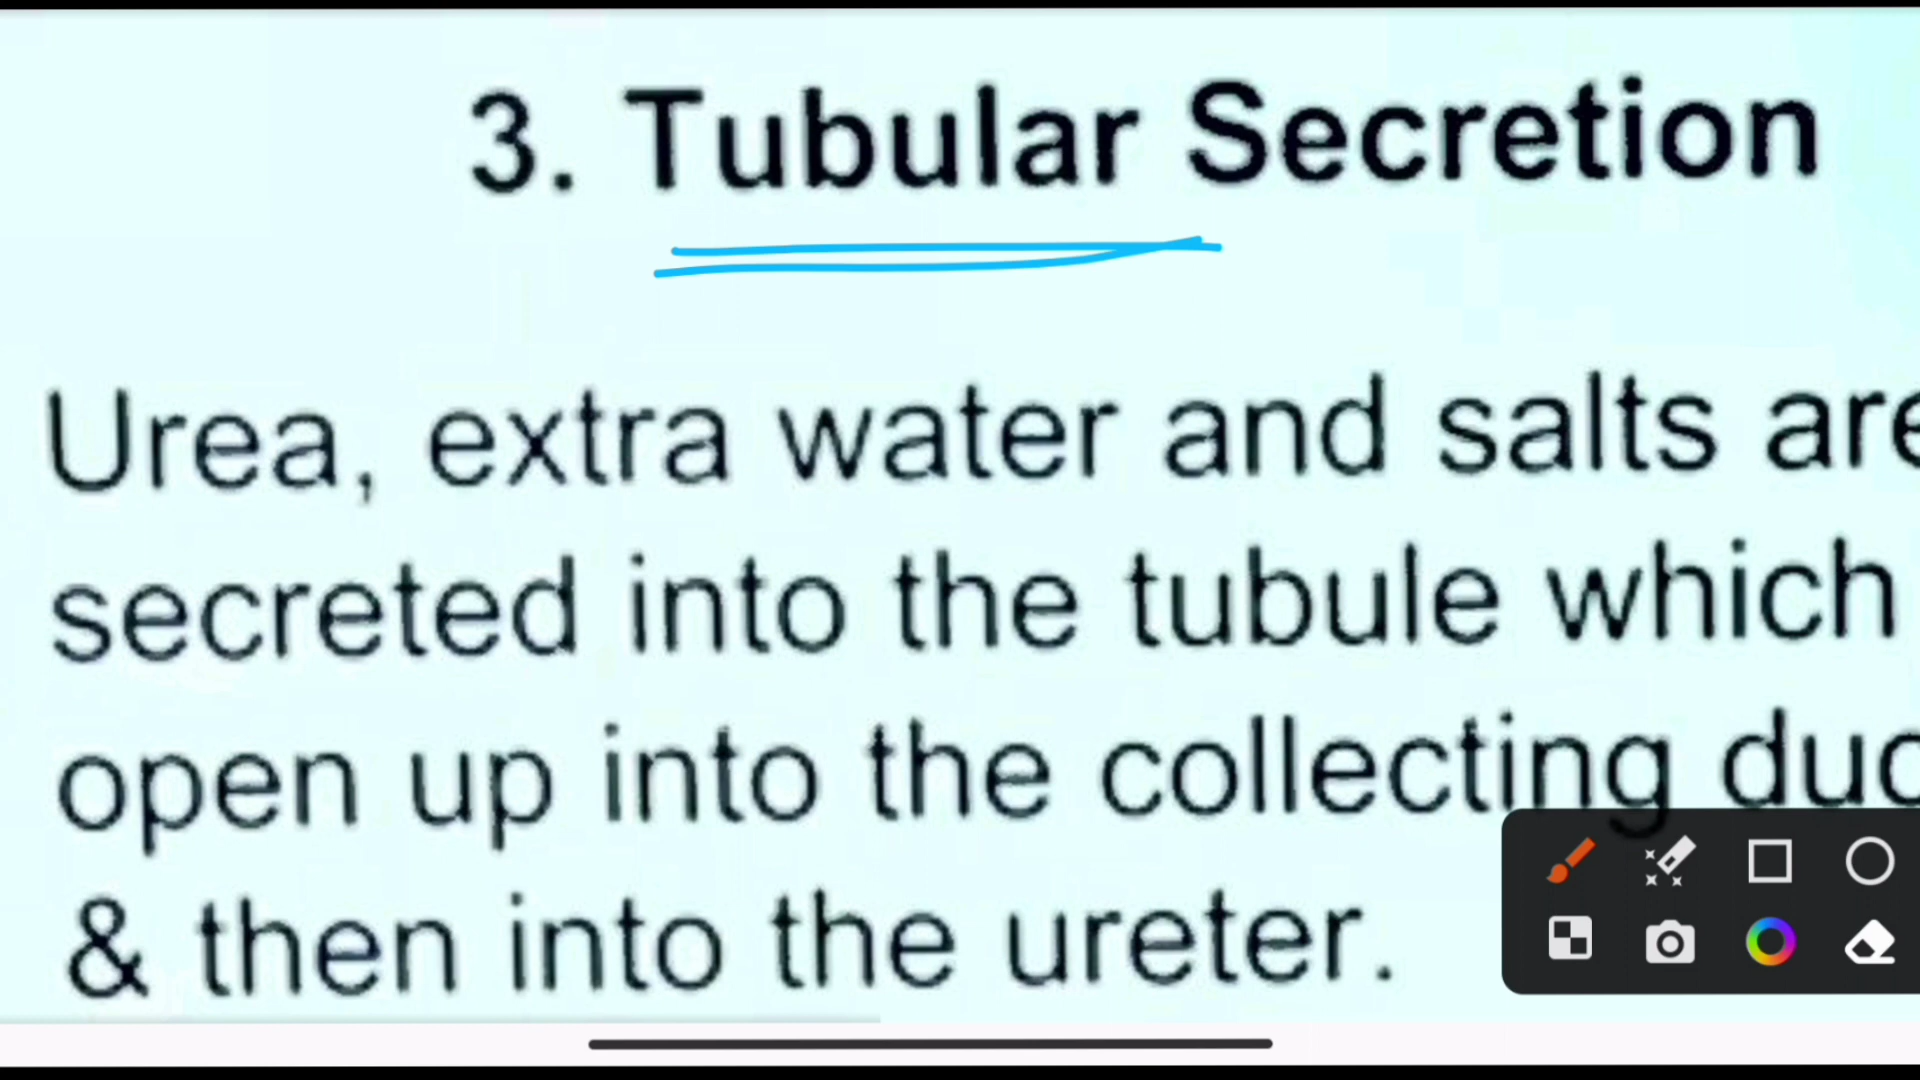 3. Tubular Secretion
Urea, extra water and salts are
secreted into the tubule which
open up into the collecting duc
& then into the ureter.